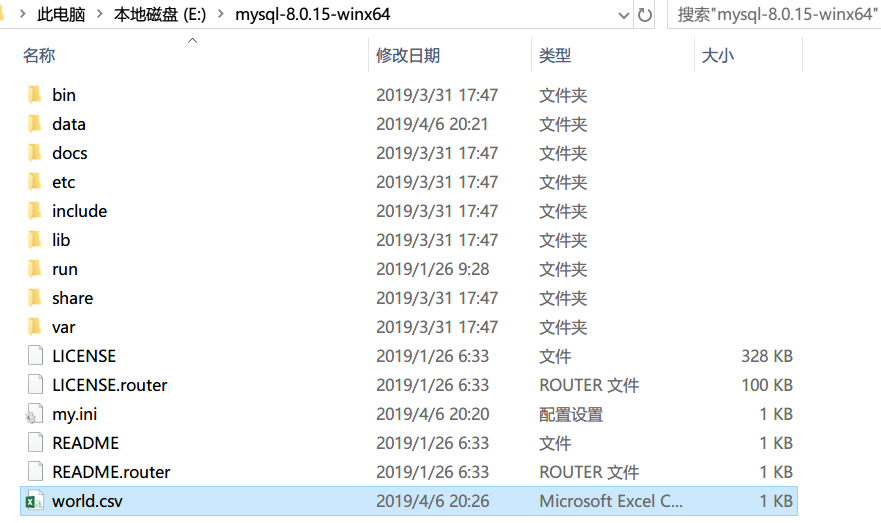 此电脑 > 本地磁盘 (E:) > mysql-8.0.15-winx64 搜索"mysql-8.0.15-winx64"
名称 修改日期 类型 大小
bin 2019/3/31 17:47 文件夹
data 2019/4/6 20:21 文件夹
docs 2019/3/31 17:47 文件夹
etc 2019/3/31 17:47 文件夹
include 2019/3/31 17:47 文件夹
lib 2019/3/31 17:47 文件夹
run 2019/1/26 9:28 文件夹
share 2019/3/31 17:47 文件夹
var 2019/3/31 17:47 文件夹
LICENSE 2019/1/26 6:33 文件 328 KB
LICENSE.router 2019/1/26 6:33 ROUTER 文件 100 KB
my.ini 2019/4/6 20:20 配置设置 1 KB
README 2019/1/26 6:33 文件 1 KB
README.router 2019/1/26 6:33 ROUTER 文件 1 KB
world.csv 2019/4/6 20:26 Microsoft Excel C... 1 KB